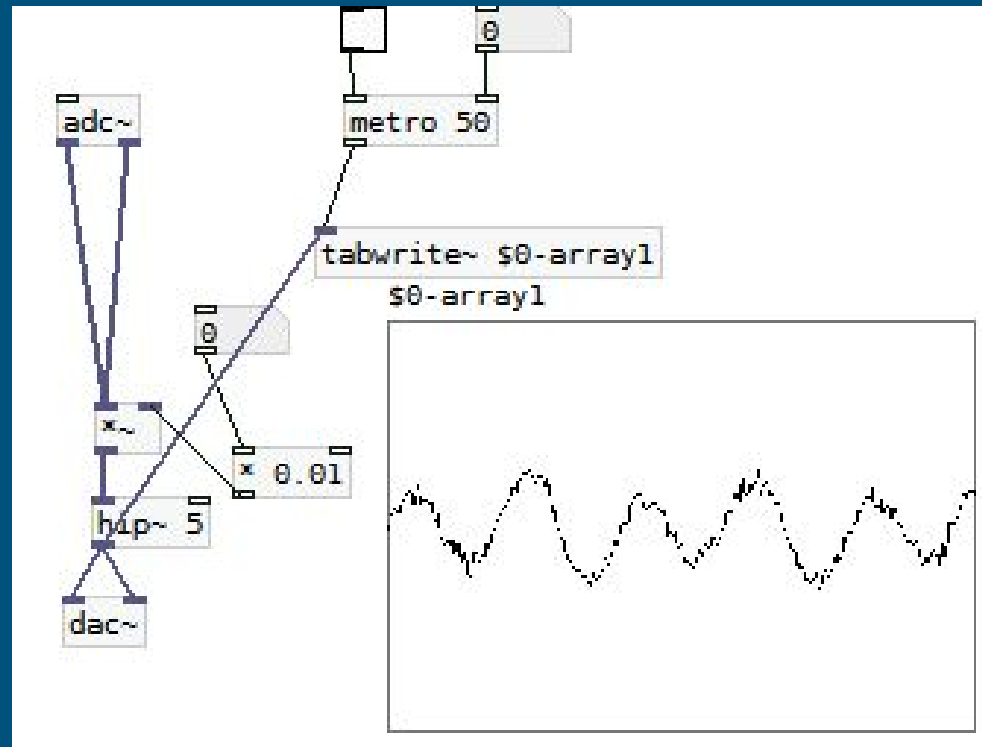 0
adc~
metro 50
tabwrite~ $0-array1
$0-array1
0
*~
* 0.01
hip~ 5
dac~